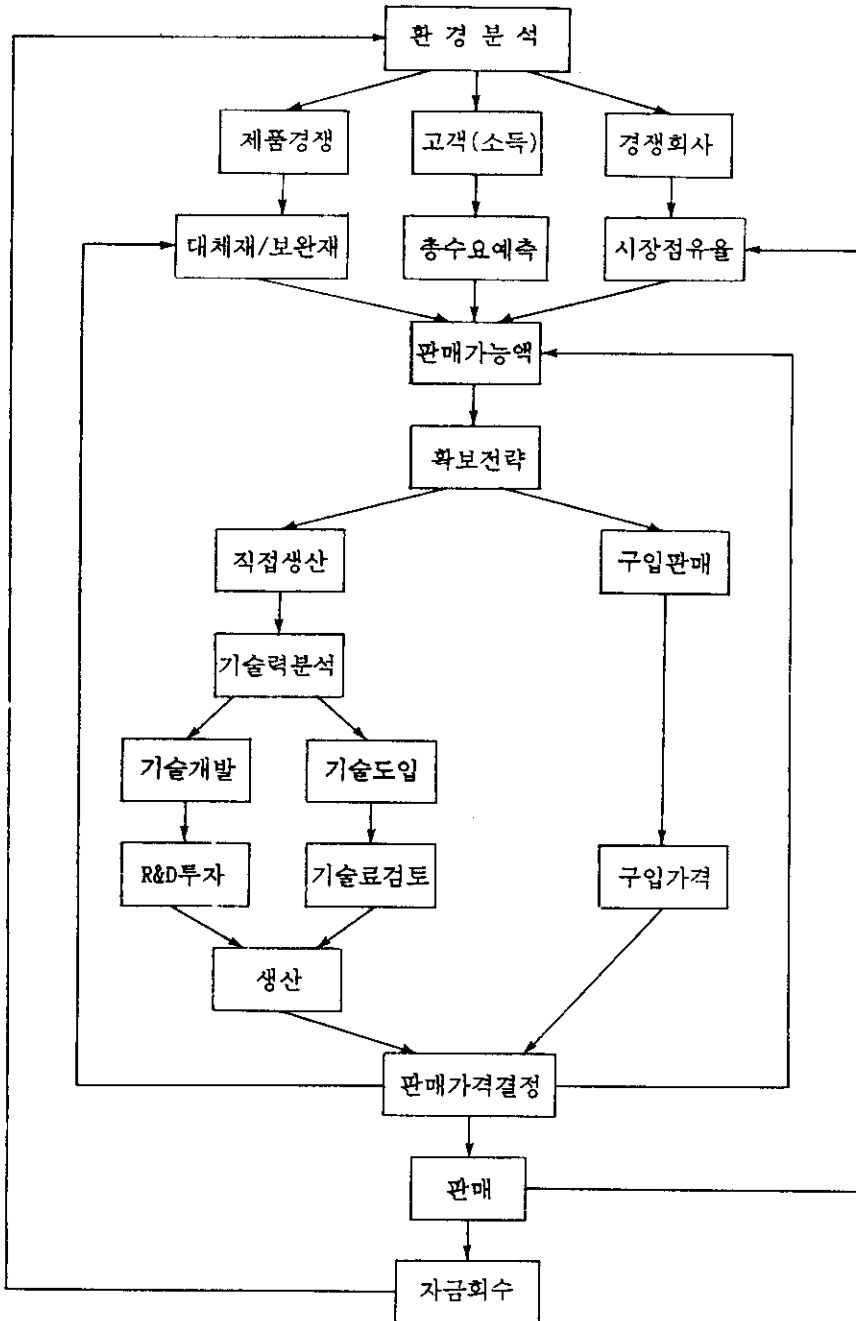 환 경 분 석
제품경쟁
고객(소득)
경쟁회사
대체재/보완재
총수요예측
시장점유율
판매가능액
확보전략
직접생산
구입판매
기술력분석
기술개발
기술도입
R&D투자
기술료검토
구입가격
생산
판매가격결정
판매
자금회수